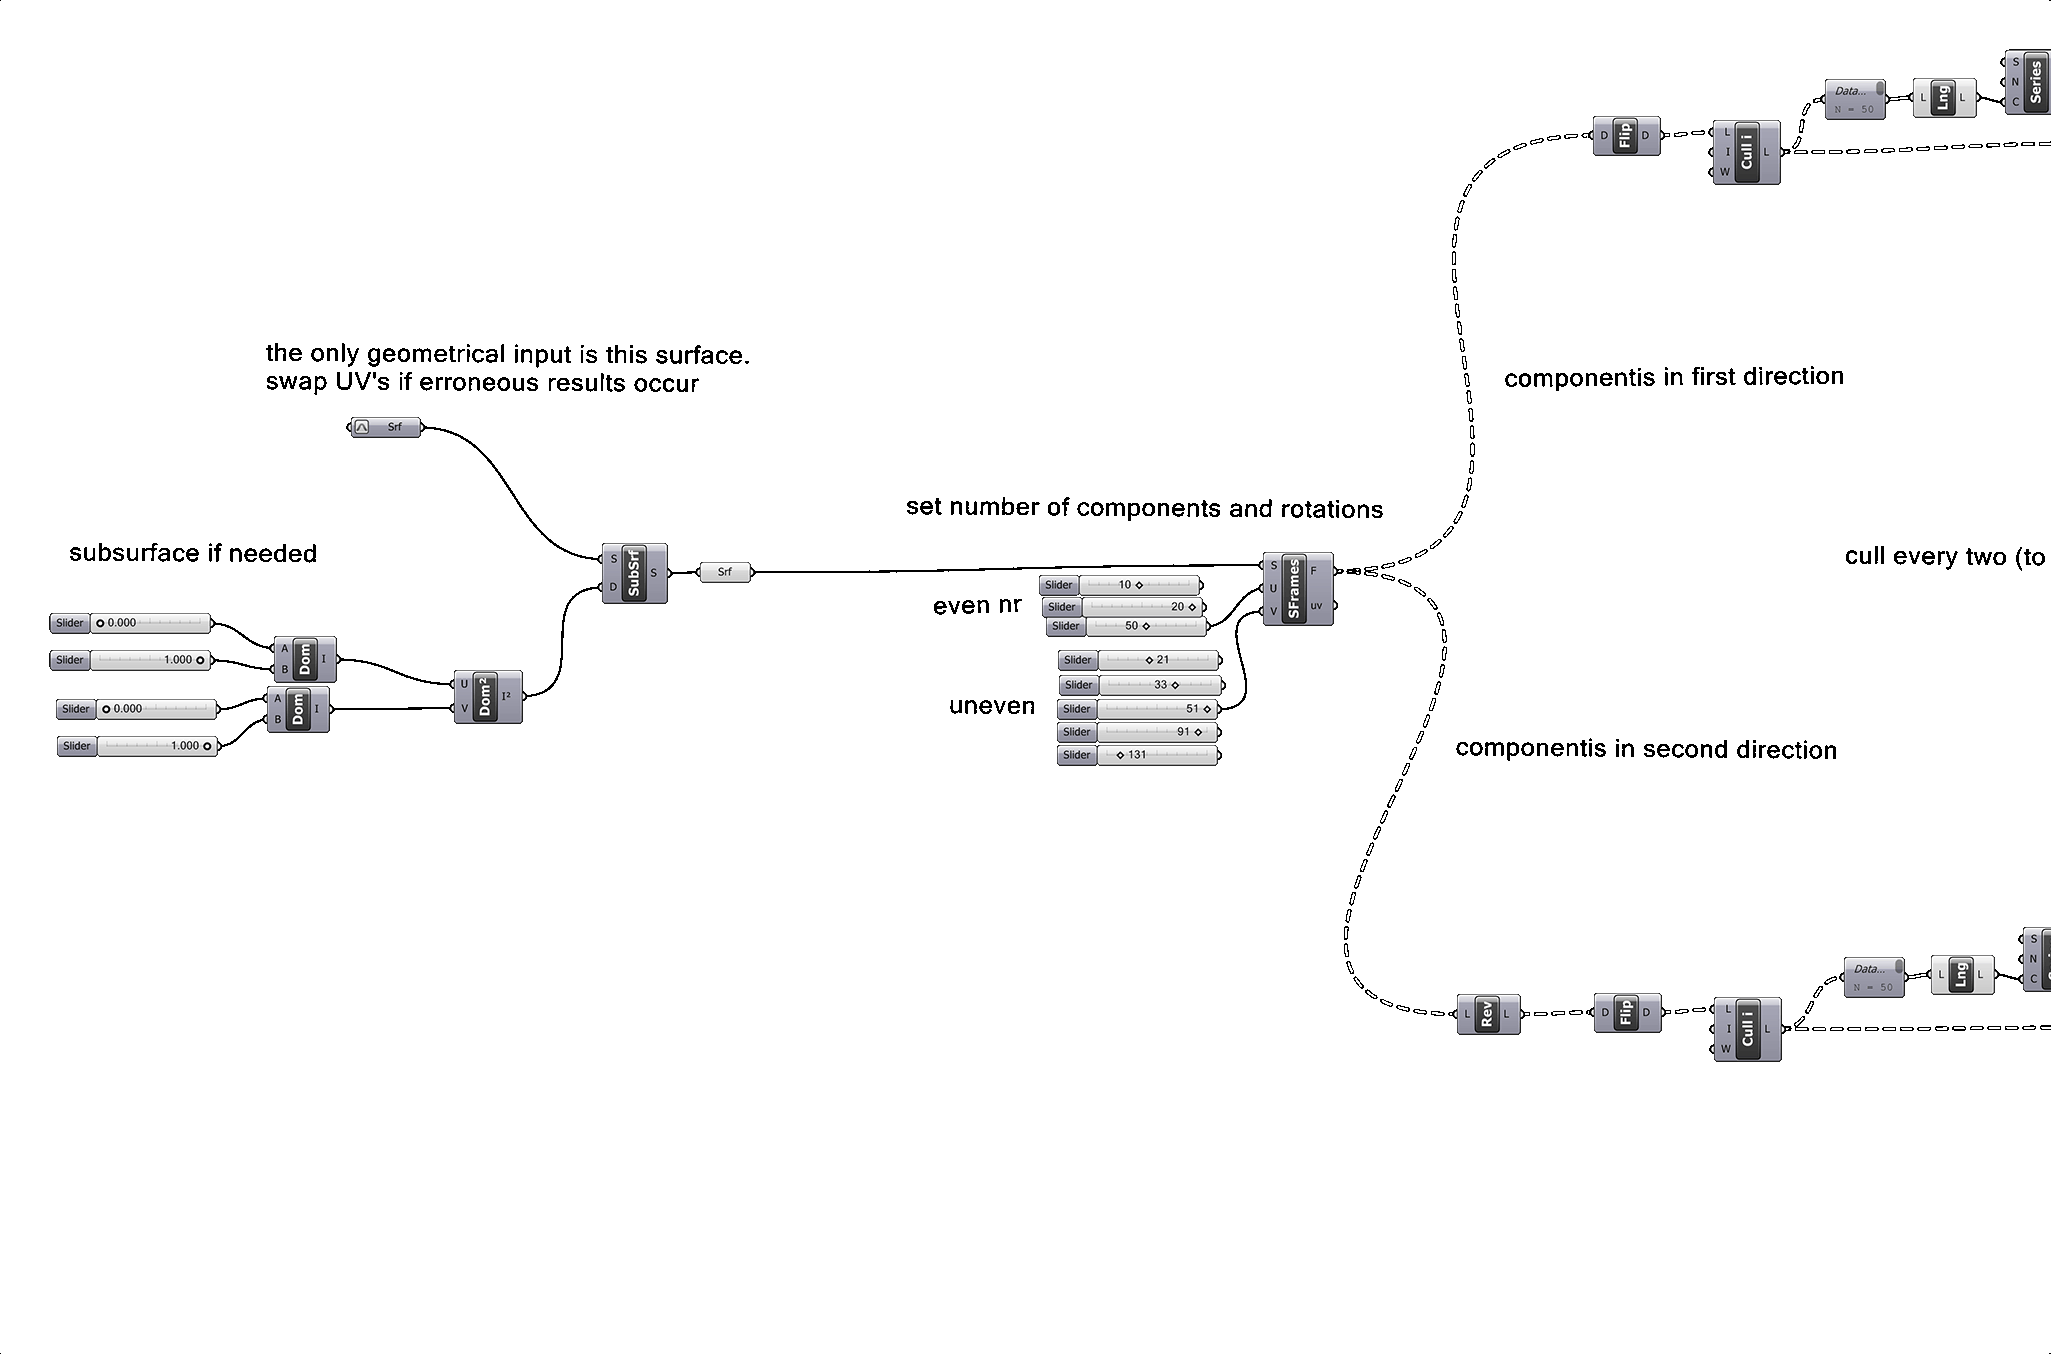 S
N
C
Series
Data...
N = 50
L Lng L
D Flip D
L
I
W
Cull i
L
the only geometrical input is this surface.
swap UV's if erroneous results occur
componentis in first direction
Srf
set number of components and rotations
subsurface if needed
cull every two (to
S
D
SubSrf
S
Srf
S
U
V
SFrames
F
uv
even nr
Slider 10
Slider 20
Slider 50
Slider 0.000
Slider 1.000
A
B
Dom
I
Slider 0.000
Slider 1.000
A
B
Dom
I
U
V
Dom²
I²
uneven
Slider 21
Slider 33
Slider 51
Slider 91
Slider 131
componentis in second direction
S
N
C
Data...
N = 50
L Lng L
L Rev L
D Flip D
L
I
W
Cull i
L